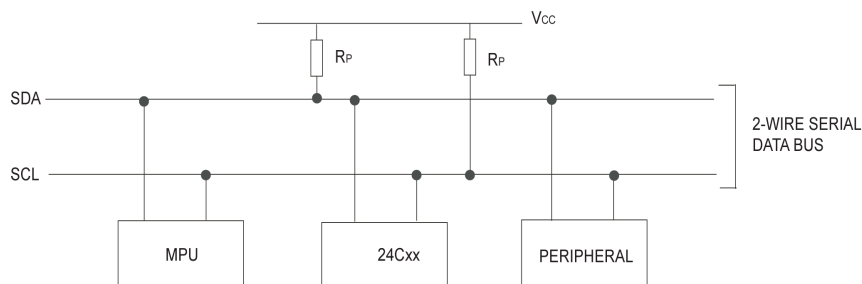 VCC
RP
RP
SDA
2-WIRE SERIAL
DATA BUS
SCL
MPU
24Cxx
PERIPHERAL